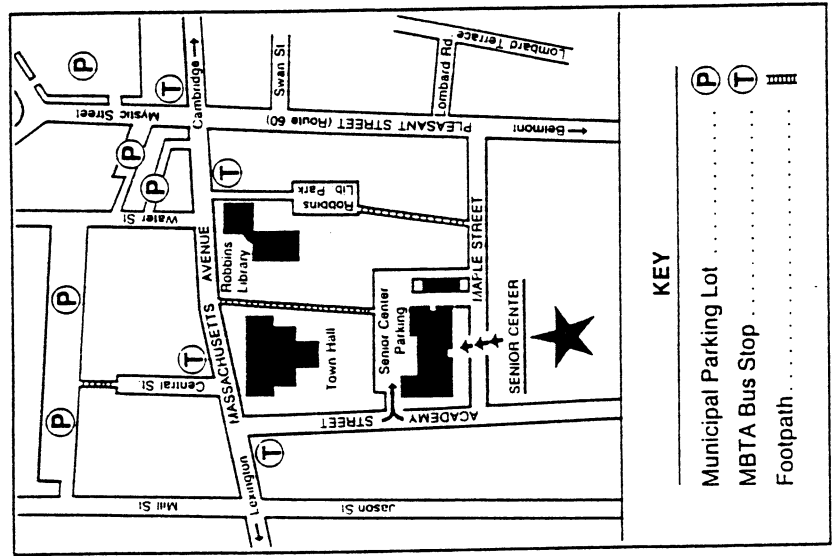 Mystic Street
P
P
P
P
P
T
Cambridge →
Swan St
Lombard Rd.
Lombard Terrace
PLEASANT STREET (Route 60)
Belmont →
Water St
T
Robbins
Lib Park
Robbins
Library
MASSACHUSETTS AVENUE
MAPLE STREET
Senior Center
Parking
Town Hall
SENIOR CENTER
Central St.
T
ACADEMY STREET
T
← Lexington
Mill St
Jason St
KEY
Municipal Parking Lot . . . . . . . . . . . . . . . . P
MBTA Bus Stop . . . . . . . . . . . . . . . . T
Footpath . . . . . . . . . . . . . . . .